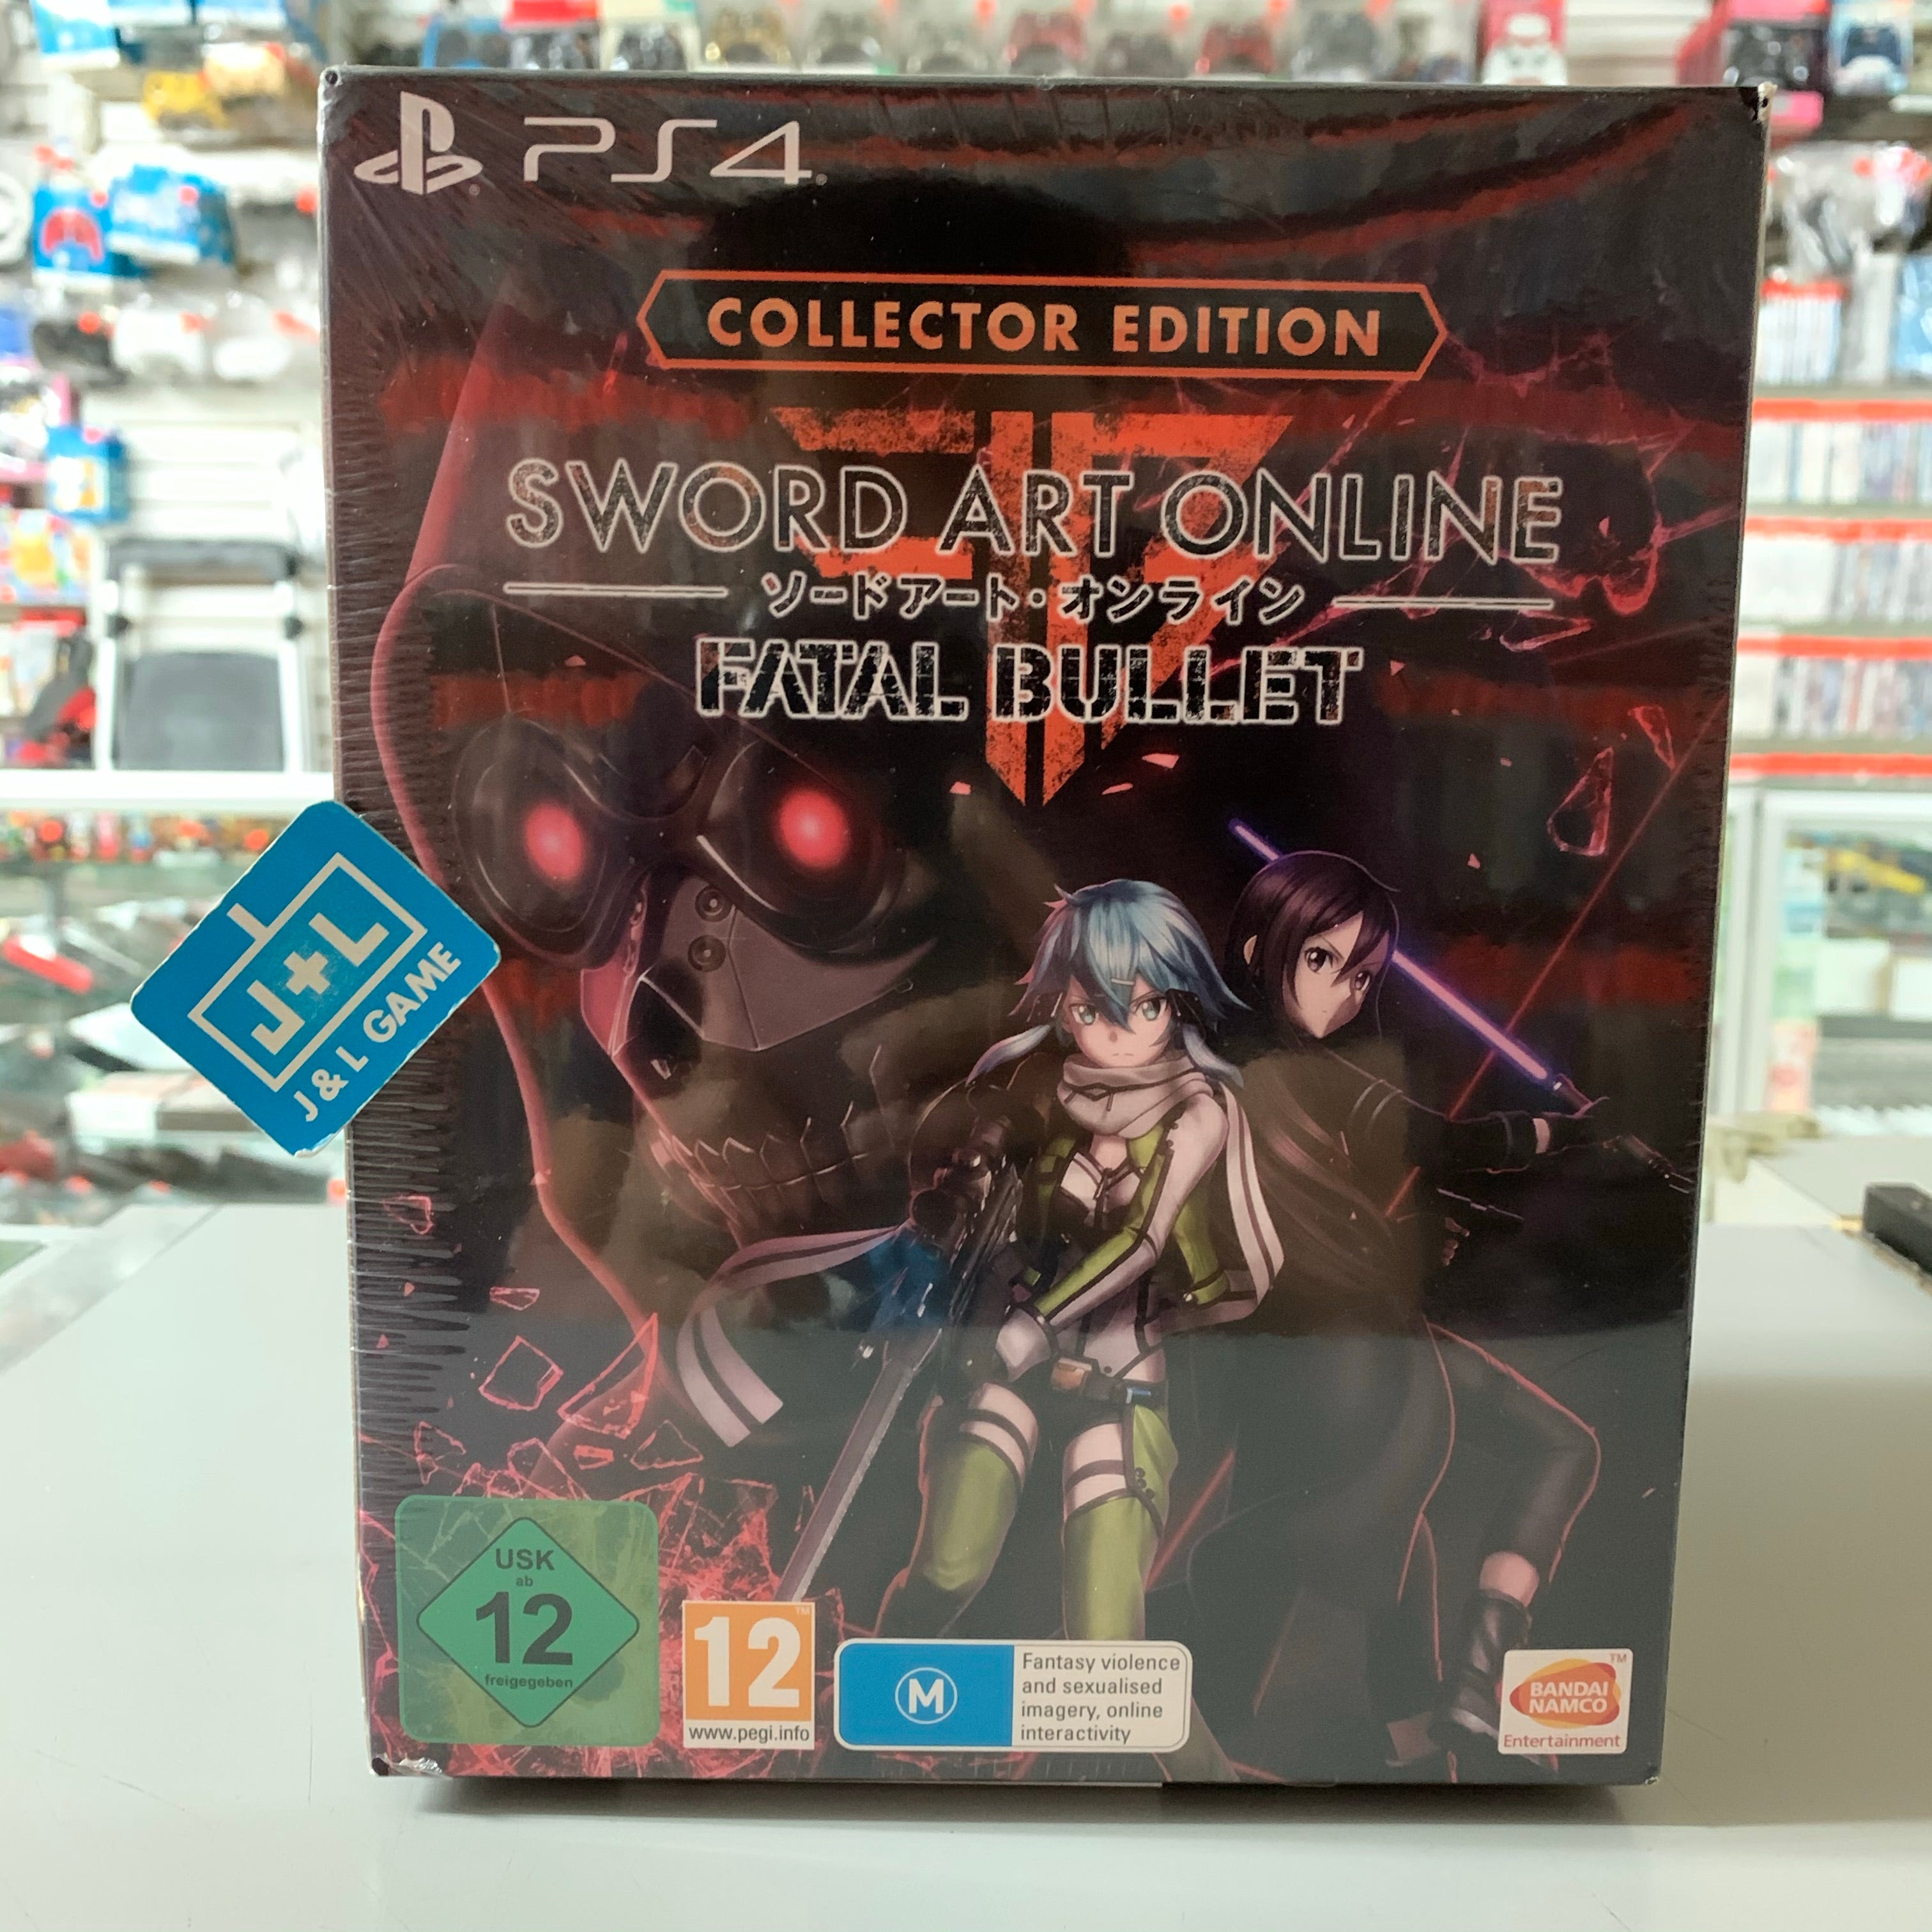 PS4
COLLECTOR EDITION
SWORD ART ONLINE
ソードアート・オンライン
FATAL BULLET
J+L
J & L GAME
USK
ab
12
freigegeben
12
www.pegi.info
M
Fantasy violence
and sexualised
imagery, online
interactivity
BANDAI
NAMCO
Entertainment